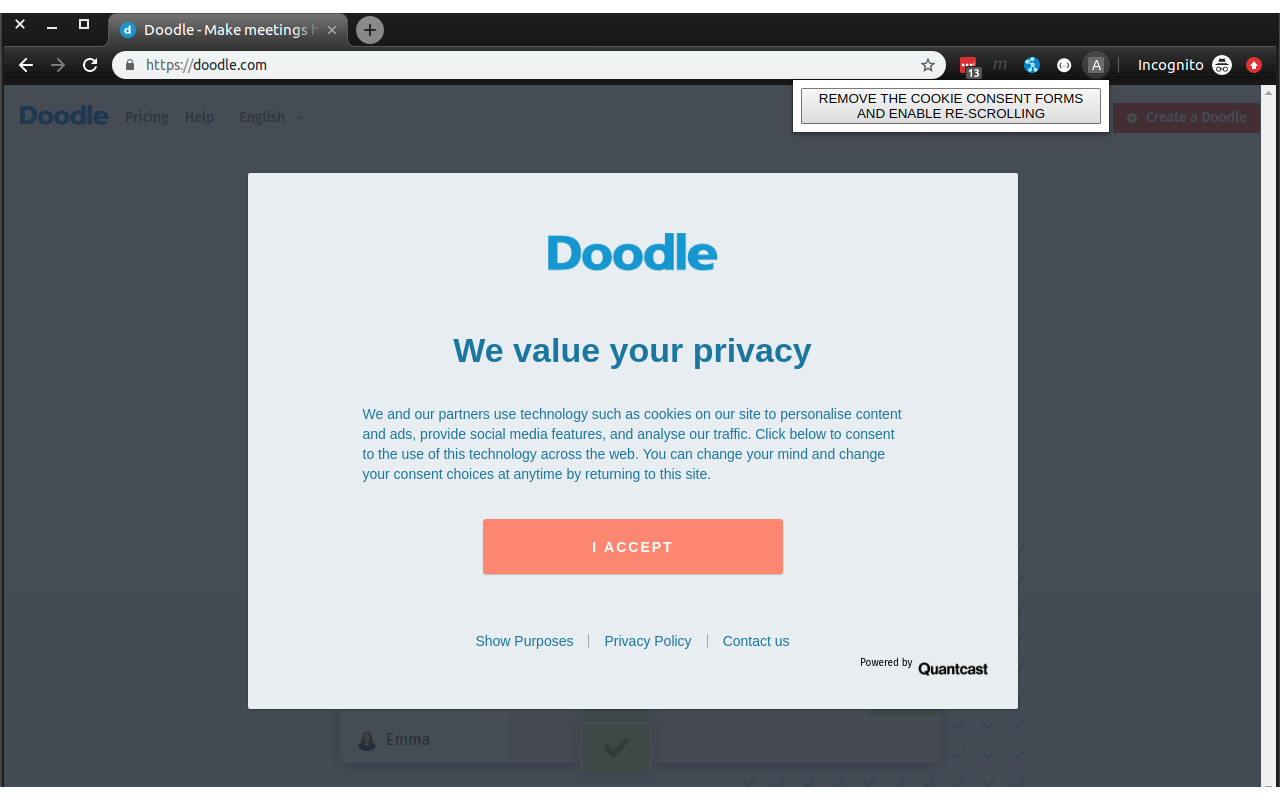 Doodle - Make meetings h
https://doodle.com
13
m
A
Incognito
REMOVE THE COOKIE CONSENT FORMS
AND ENABLE RE-SCROLLING
Doodle Pricing Help English
Create a Doodle
Doodle
We value your privacy
We and our partners use technology such as cookies on our site to personalise content
and ads, provide social media features, and analyse our traffic. Click below to consent
to the use of this technology across the web. You can change your mind and change
your consent choices at anytime by returning to this site.
I ACCEPT
Show Purposes | Privacy Policy | Contact us
Powered by Quantcast
Emma